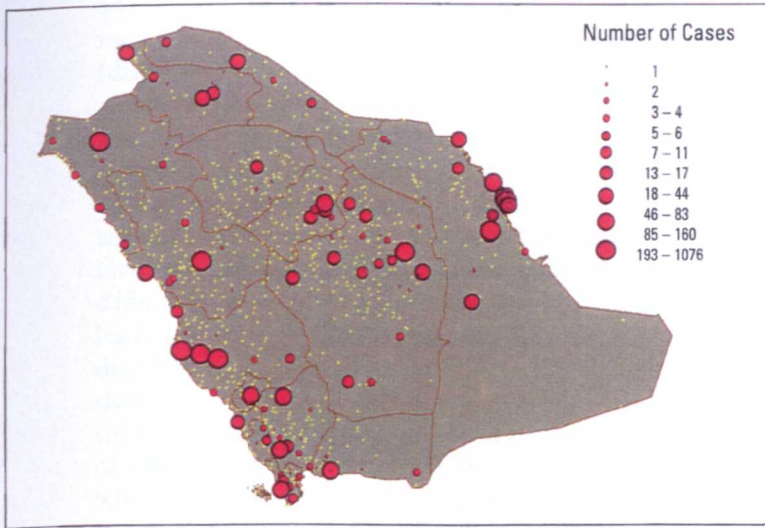 Number of Cases
1
2
3 – 4
5 – 6
7 – 11
13 – 17
18 – 44
46 – 83
85 – 160
193 – 1076